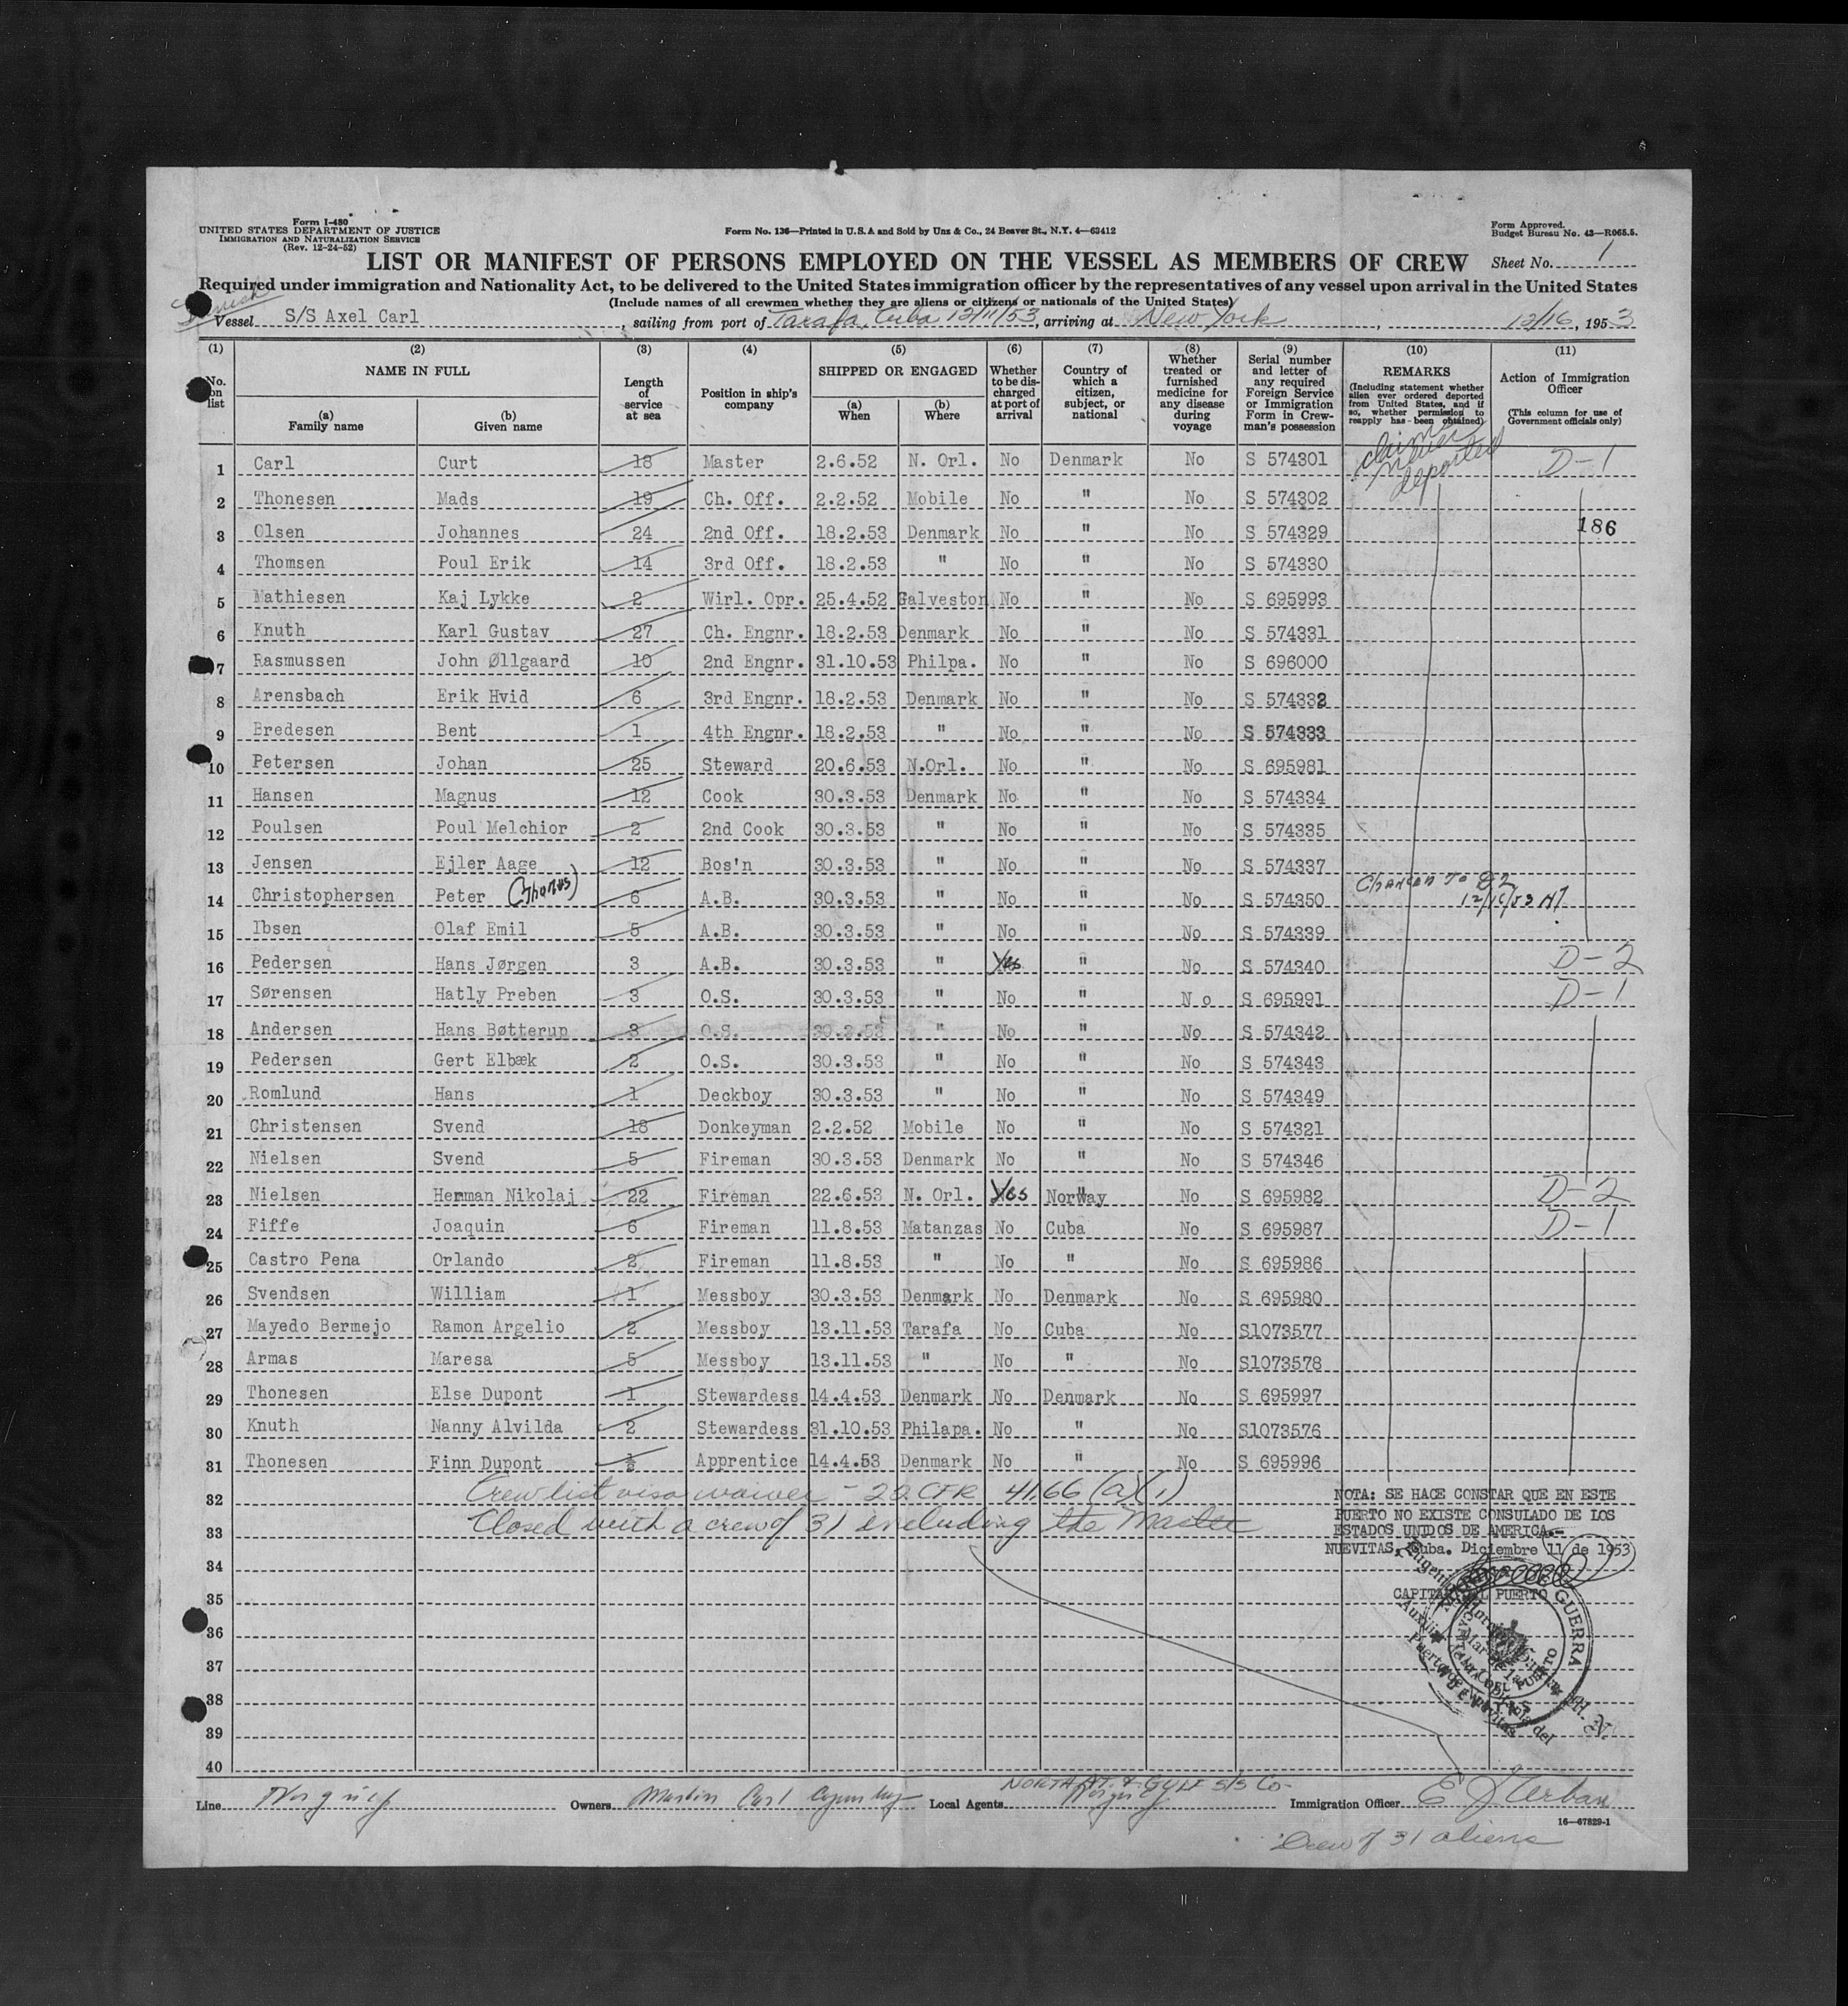 Form I-480
UNITED STATES DEPARTMENT OF JUSTICE
IMMIGRATION AND NATURALIZATION SERVICE
(Rev. 12-24-52)
Form No. 136—Printed in U.S.A and Sold by Unz & Co., 24 Beaver St., N.Y. 4—63412
Form Approved.
Budget Bureau No. 43—R065.5.
LIST OR MANIFEST OF PERSONS EMPLOYED ON THE VESSEL AS MEMBERS OF CREW Sheet No. 1
Required under immigration and Nationality Act, to be delivered to the United States immigration officer by the representatives of any vessel upon arrival in the United States
(Include names of all crewmen whether they are aliens or citizens or nationals of the United States)
Danish
Vessel S/S Axel Carl, sailing from port of Tarafa, Cuba 12/11/53, arriving at New York, 12/16, 1953
(1) No. on list
(2) NAME IN FULL (a) Family name (b) Given name
(3) Length of service at sea
(4) Position in ship's company
(5) SHIPPED OR ENGAGED (a) When (b) Where
(6) Whether to be discharged at port of arrival
(7) Country of which a citizen, subject, or national
(8) Whether treated or furnished medicine for any disease during voyage
(9) Serial number and letter of any required Foreign Service or Immigration Form in Crewman's possession
(10) REMARKS (Including statement whether alien ever ordered deported from United States, and if so, whether permission to reapply has been obtained)
(11) Action of Immigration Officer (This column for use of Government officials only)
1 Carl Curt 18 Master 2.6.52 N. Orl. No Denmark No S 574301 claims never deported D-1
2 Thonesen Mads 19 Ch. Off. 2.2.52 Mobile No " No S 574302
186
3 Olsen Johannes 24 2nd Off. 18.2.53 Denmark No " No S 574329
4 Thomsen Poul Erik 14 3rd Off. 18.2.53 " No " No S 574330
5 Mathiesen Kaj Lykke 2 Wirl. Opr. 25.4.52 Galveston No " No S 695993
6 Knuth Karl Gustav 27 Ch. Engnr. 18.2.53 Denmark No " No S 574331
7 Rasmussen John Øllgaard 10 2nd Engnr. 31.10.53 Philpa. No " No S 696000
8 Arensbach Erik Hvid 6 3rd Engnr. 18.2.53 Denmark No " No S 574332
9 Bredesen Bent 1 4th Engnr. 18.2.53 " No " No S 574333
10 Petersen Johan 25 Steward 20.6.53 N.Orl. No " No S 695981
11 Hansen Magnus 12 Cook 30.3.53 Denmark No " No S 574334
12 Poulsen Poul Melchior 2 2nd Cook 30.3.53 " No " No S 574335
13 Jensen Ejler Aage 12 Bos'n 30.3.53 " No " No S 574337
14 Christophersen Peter 6 A.B. 30.3.53 " No " No S 574350 Changed to D2 12/16/53
15 Ibsen Olaf Emil 5 A.B. 30.3.53 " No " No S 574339
16 Pedersen Hans Jørgen 3 A.B. 30.3.53 " Yes " No S 574340 D-2
17 Sørensen Hatly Preben 3 O.S. 30.3.53 " No " N o S 695991 D-1
18 Andersen Hans Bøtterup 3 O.S. 30.3.53 " No " No S 574342
19 Pedersen Gert Elbæk 2 O.S. 30.3.53 " No " No S 574343
20 Romlund Hans 1 Deckboy 30.3.53 " No " No S 574349
21 Christensen Svend 18 Donkeyman 2.2.52 Mobile No " No S 574321
22 Nielsen Svend 5 Fireman 30.3.53 Denmark No " No S 574346
23 Nielsen Herman Nikolaj 22 Fireman 22.6.53 N. Orl. Yes Norway No S 695982 D-2
24 Fiffe Joaquin 6 Fireman 11.8.53 Matanzas No Cuba No S 695987 D-1
25 Castro Pena Orlando 2 Fireman 11.8.53 " No " No S 695986
26 Svendsen William 1 Messboy 30.3.53 Denmark No Denmark No S 695980
27 Mayedo Bermejo Ramon Argelio 2 Messboy 13.11.53 Tarafa No Cuba No S1073577
28 Armas Maresa 5 Messboy 13.11.53 " No " No S1073578
29 Thonesen Else Dupont 1 Stewardess 14.4.53 Denmark No Denmark No S 695997
30 Knuth Nanny Alvilda 2 Stewardess 31.10.53 Philapa. No " No S1073576
31 Thonesen Finn Dupont ½ Apprentice 14.4.53 Denmark No " No S 695996
32 Crew list visa waiver - 22 CFR 41.66 (a)(1)
33 Closed with a crew of 31 including the Master
34
35
36
37
38
39
40
NOTA: SE HACE CONSTAR QUE EN ESTE
PUERTO NO EXISTE CONSULADO DE LOS
ESTADOS UNIDOS DE AMERICA.-
NUEVITAS, Cuba. Diciembre 11 de 1953
CAPITAN DEL PUERTO
Line Norgulf Owners Martin Carl Local Agents NORTH AT. & GULF S/S Co- Norgulf Immigration Officer E J Urban
16—67829-1
Crew of 31 aliens